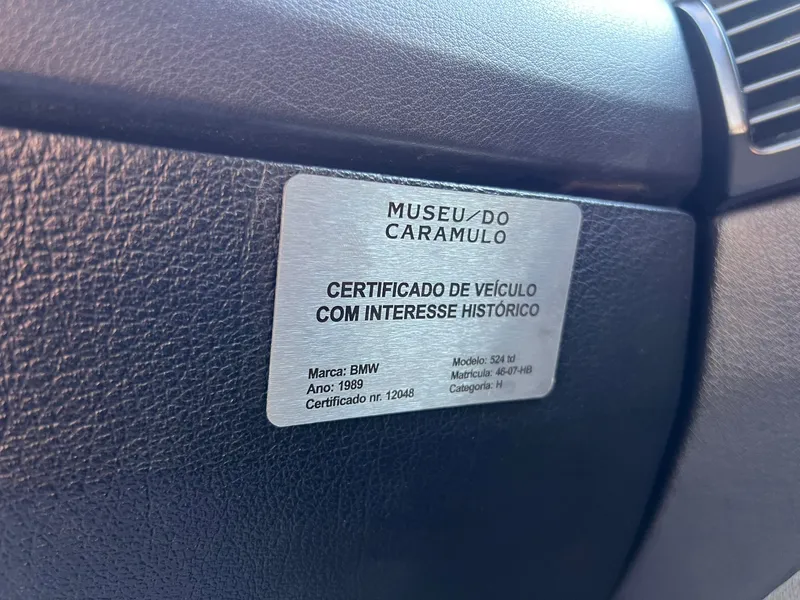 MUSEU/DO
CARAMULO
CERTIFICADO DE VEÍCULO
COM INTERESSE HISTÓRICO
Marca: BMW
Ano: 1989
Certificado nr. 12048
Modelo: 524 td
Matrícula: 46-07-HB
Categoria: H